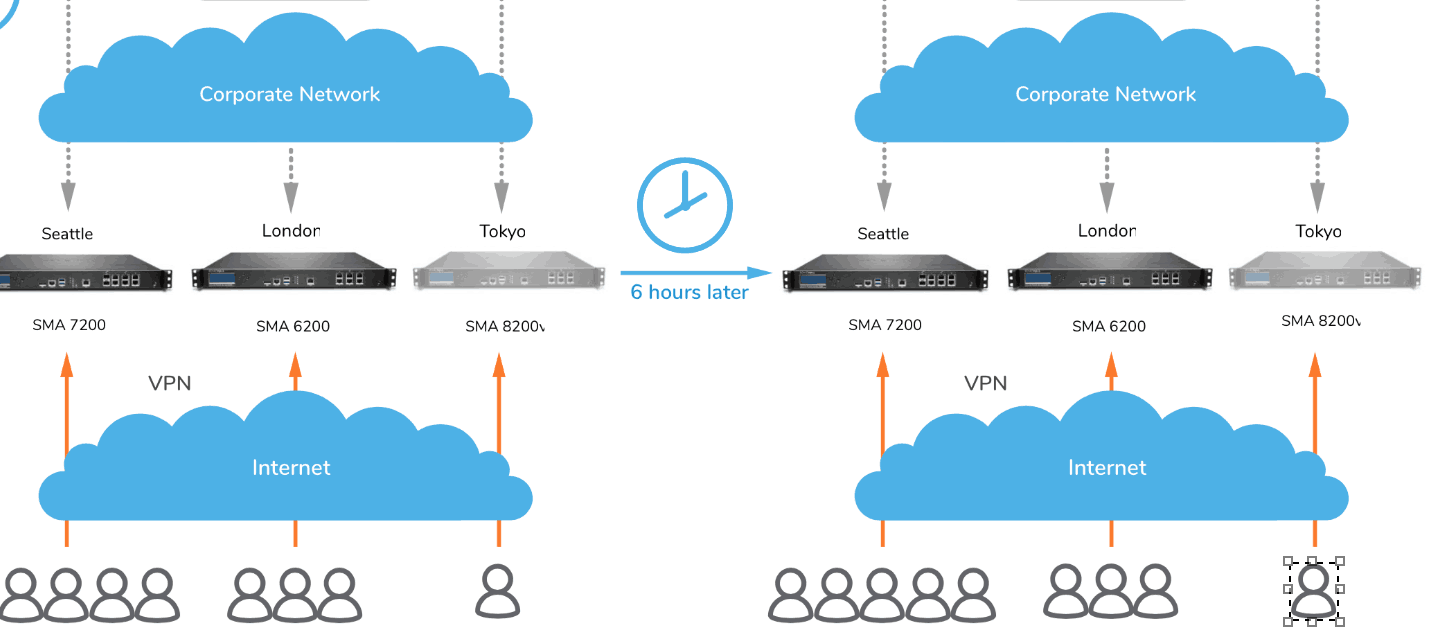 Corporate Network
Corporate Network
Seattle
London
Tokyo
6 hours later
Seattle
London
Tokyo
SMA 7200
SMA 6200
SMA 8200v
SMA 7200
SMA 6200
SMA 8200v
VPN
VPN
Internet
Internet